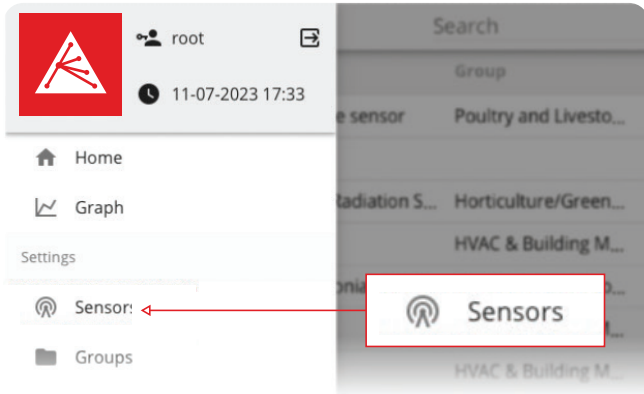 root
11-07-2023 17:33
Home
Graph
Settings
Sensors
Groups
Search
Group
e sensor Poultry and Livesto...
Radiation S... Horticulture/Green...
HVAC & Building M...
onia
Sensors
HVAC & Building M...